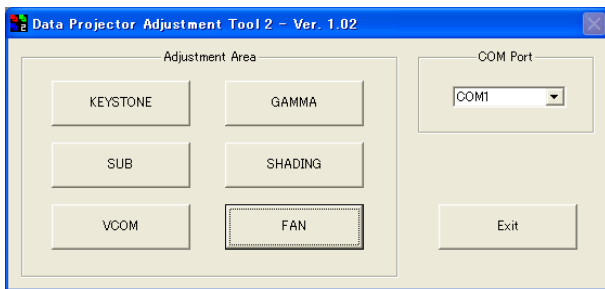 Data Projector Adjustment Tool 2 - Ver. 1.02
Adjustment Area
COM Port
KEYSTONE
GAMMA
COM1
SUB
SHADING
VCOM
FAN
Exit